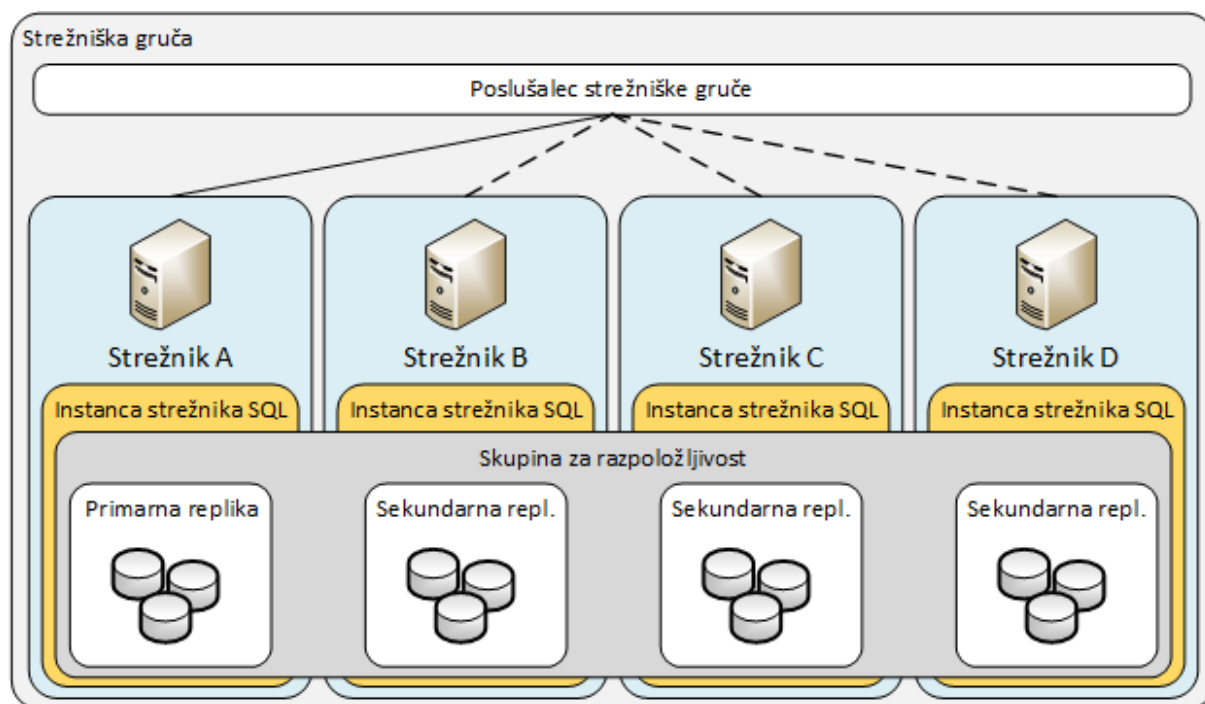 Strežniška gruča
Poslušalec strežniške gruče
Strežnik A
Strežnik B
Strežnik C
Strežnik D
Instanca strežnika SQL
Instanca strežnika SQL
Instanca strežnika SQL
Instanca strežnika SQL
Skupina za razpoložljivost
Primarna replika
Sekundarna repl.
Sekundarna repl.
Sekundarna repl.